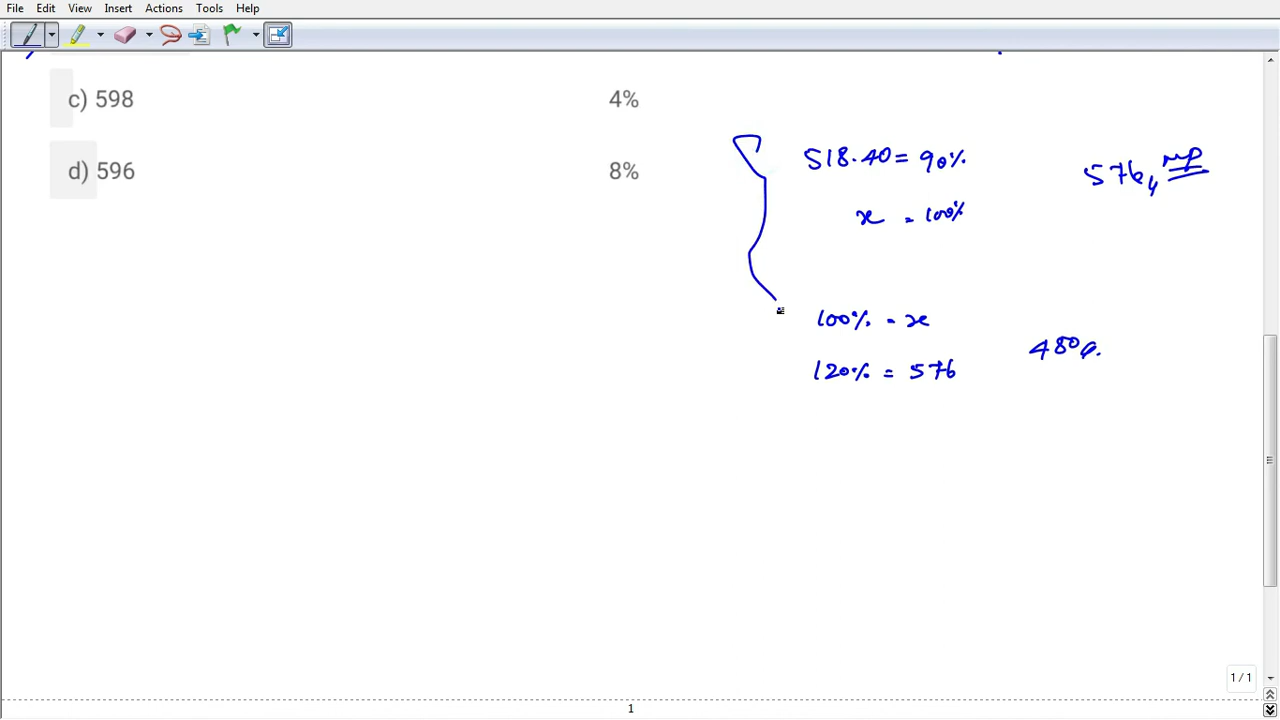 File Edit View Insert Actions Tools Help
c) 598 4%
d) 596 8%
518.40 = 90%
576, MP
x = 100%
100% = x
480
120% = 576
1 / 1
1